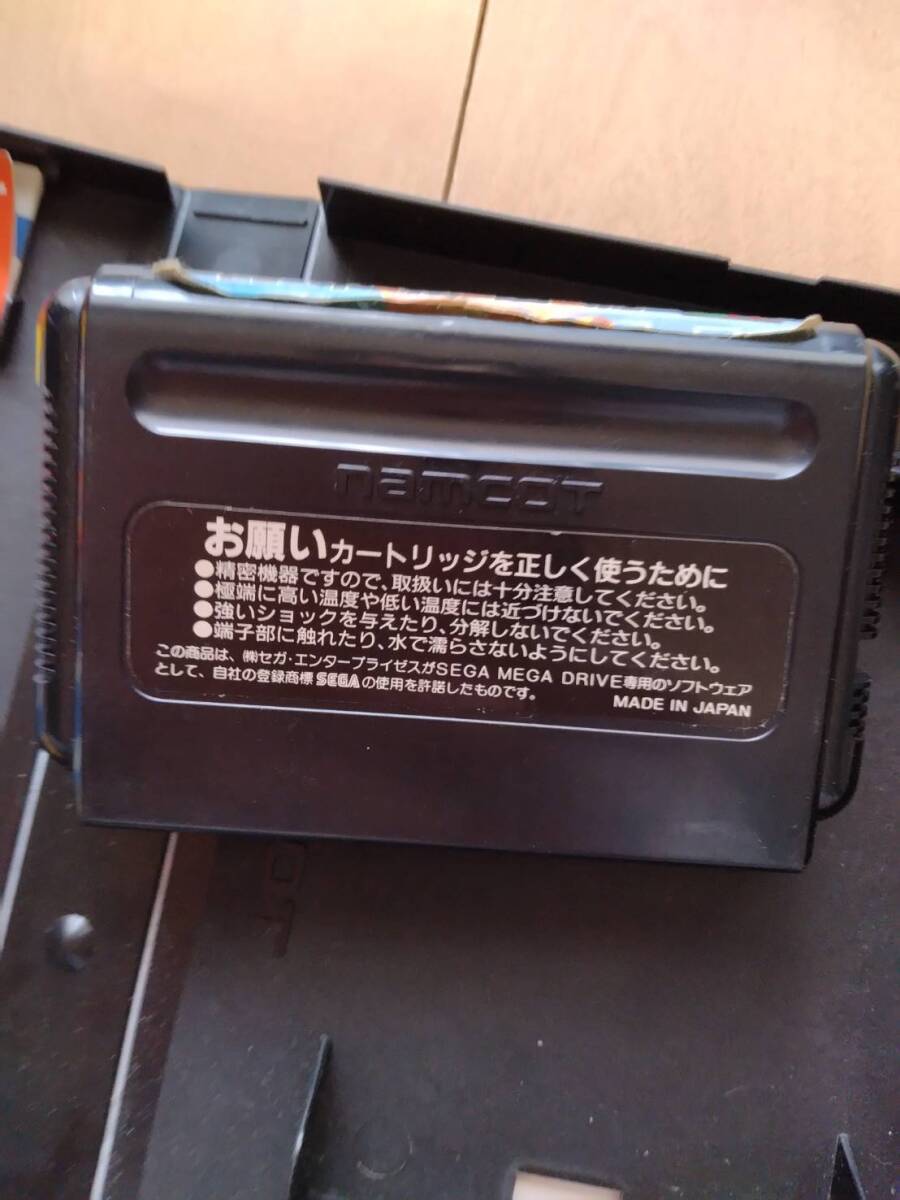 namcot
お願いカートリッジを正しく使うために
●精密機器ですので、取扱いには十分注意してください。
●極端に高い温度や低い温度には近づけないでください。
●強いショックを与えたり、分解しないでください。
●端子部に触れたり、水で濡らさないようにしてください。
この商品は、㈱セガ・エンタープライゼスがSEGA MEGA DRIVE専用のソフトウェア
として、自社の登録商標SEGAの使用を許諾したものです。
MADE IN JAPAN